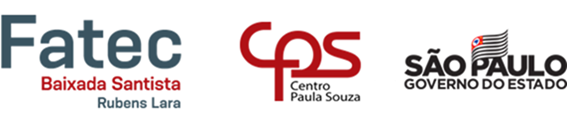 Fatec
Baixada Santista
Rubens Lara
cps
Centro
Paula Souza
SÃO PAULO
GOVERNO DO ESTADO